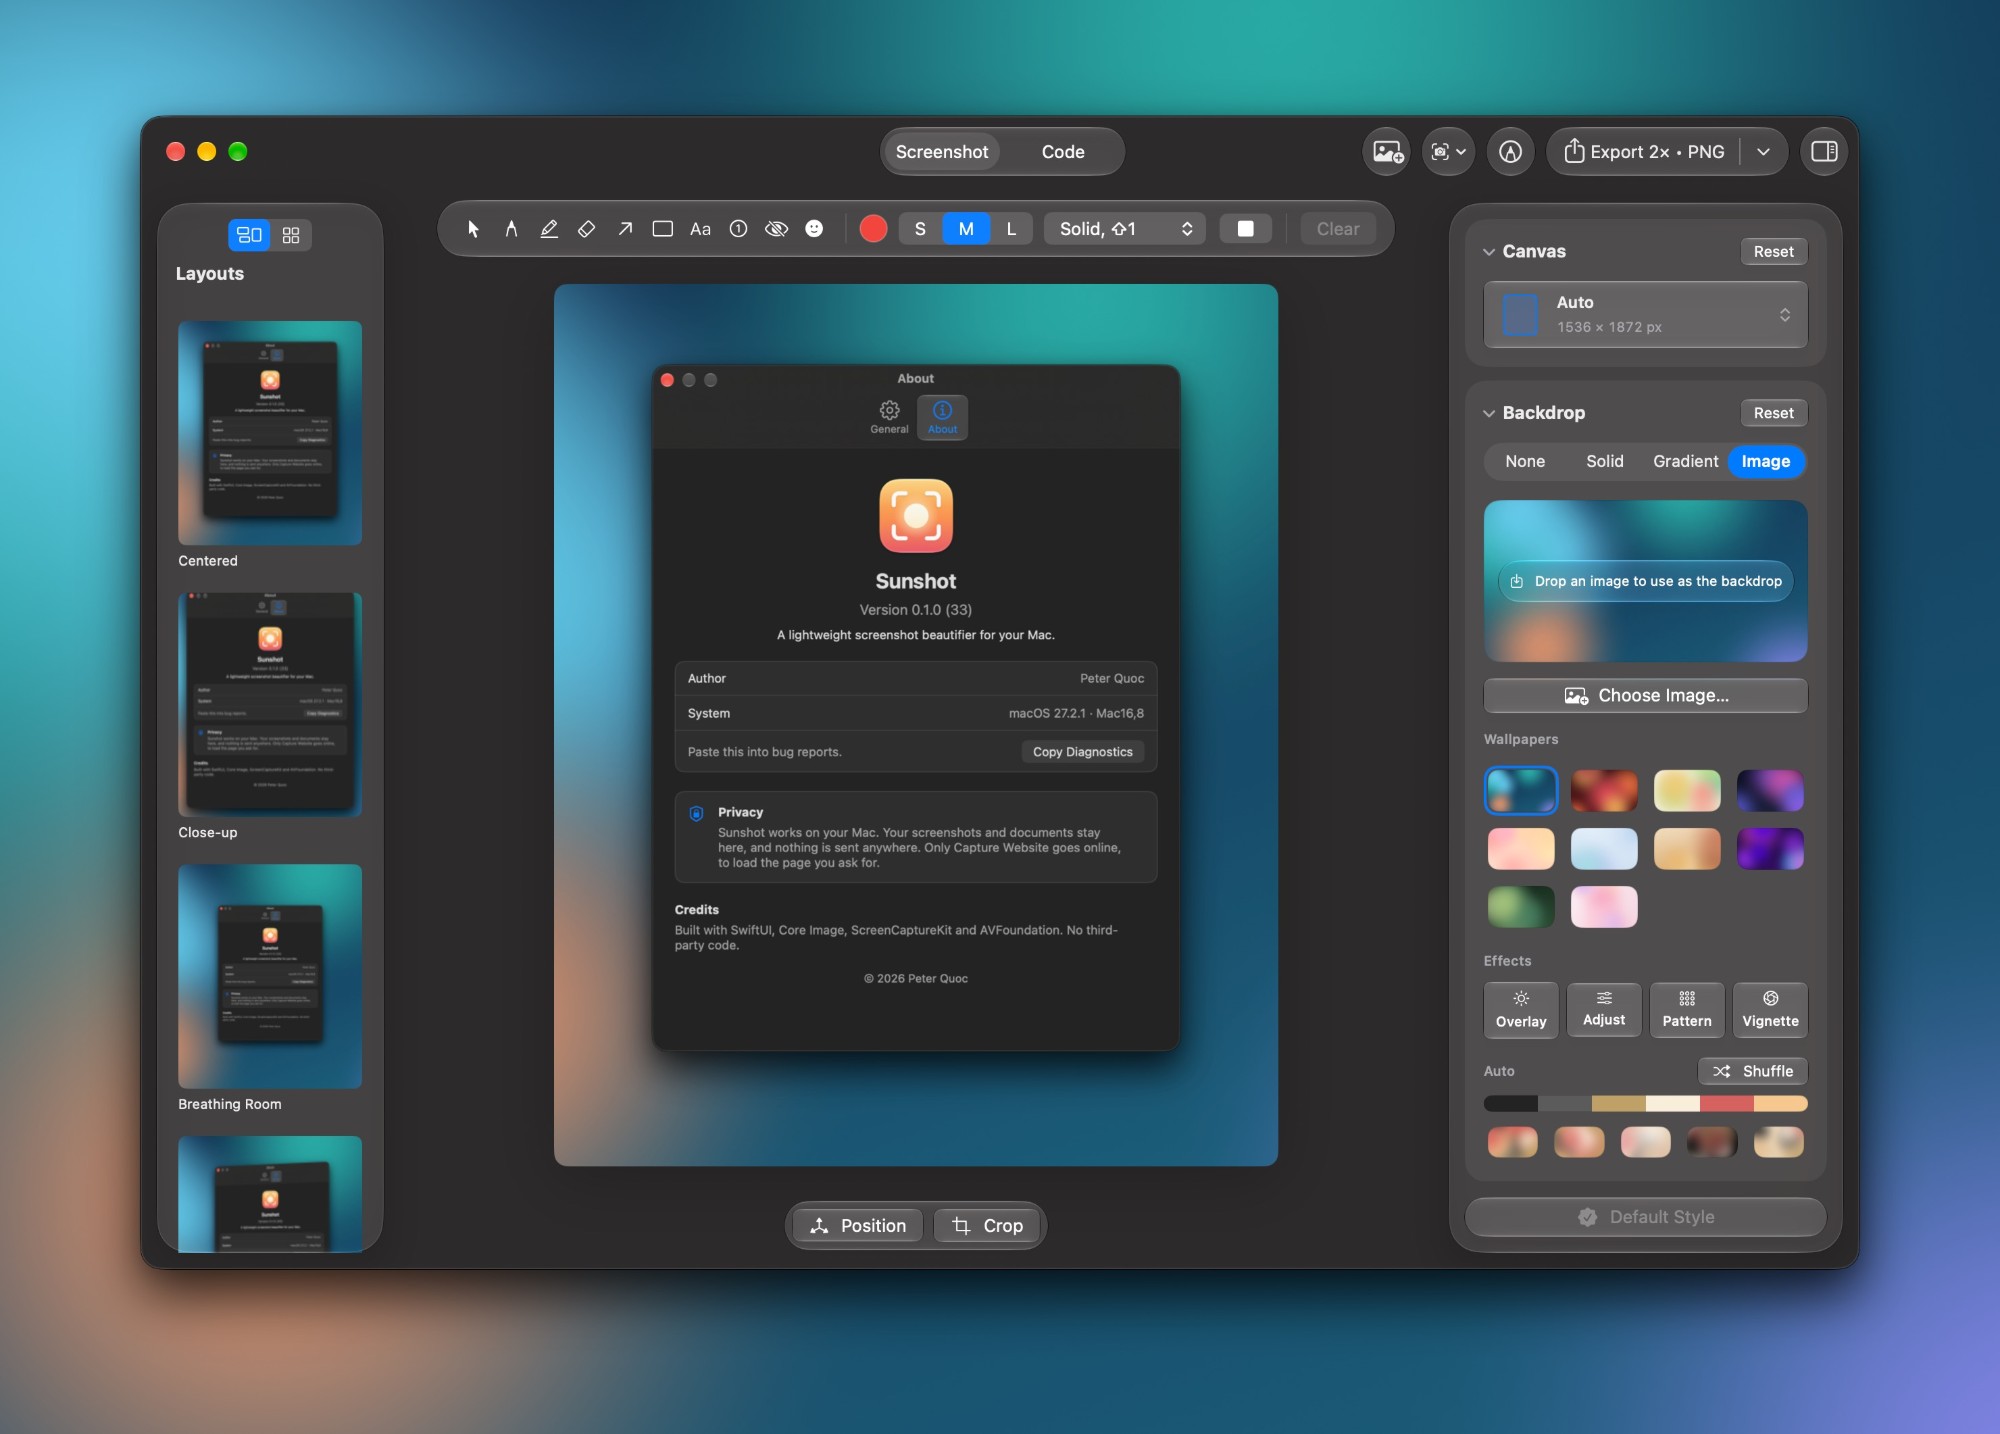 Screenshot
Code
Export 2× • PNG
Layouts
Aa
1
S
M
L
Solid, ⇧1
Clear
Centered
Close-up
Breathing Room
About
General
About
Sunshot
Version 0.1.0 (33)
A lightweight screenshot beautifier for your Mac.
Author
Peter Quoc
System
macOS 27.2.1 · Mac16,8
Paste this into bug reports.
Copy Diagnostics
Privacy
Sunshot works on your Mac. Your screenshots and documents stay
here, and nothing is sent anywhere. Only Capture Website goes online,
to load the page you ask for.
Credits
Built with SwiftUI, Core Image, ScreenCaptureKit and AVFoundation. No third-
party code.
© 2026 Peter Quoc
Position
Crop
Canvas
Reset
Auto
1536 × 1872 px
Backdrop
Reset
None
Solid
Gradient
Image
Drop an image to use as the backdrop
Choose Image...
Wallpapers
Effects
Overlay
Adjust
Pattern
Vignette
Auto
Shuffle
Default Style